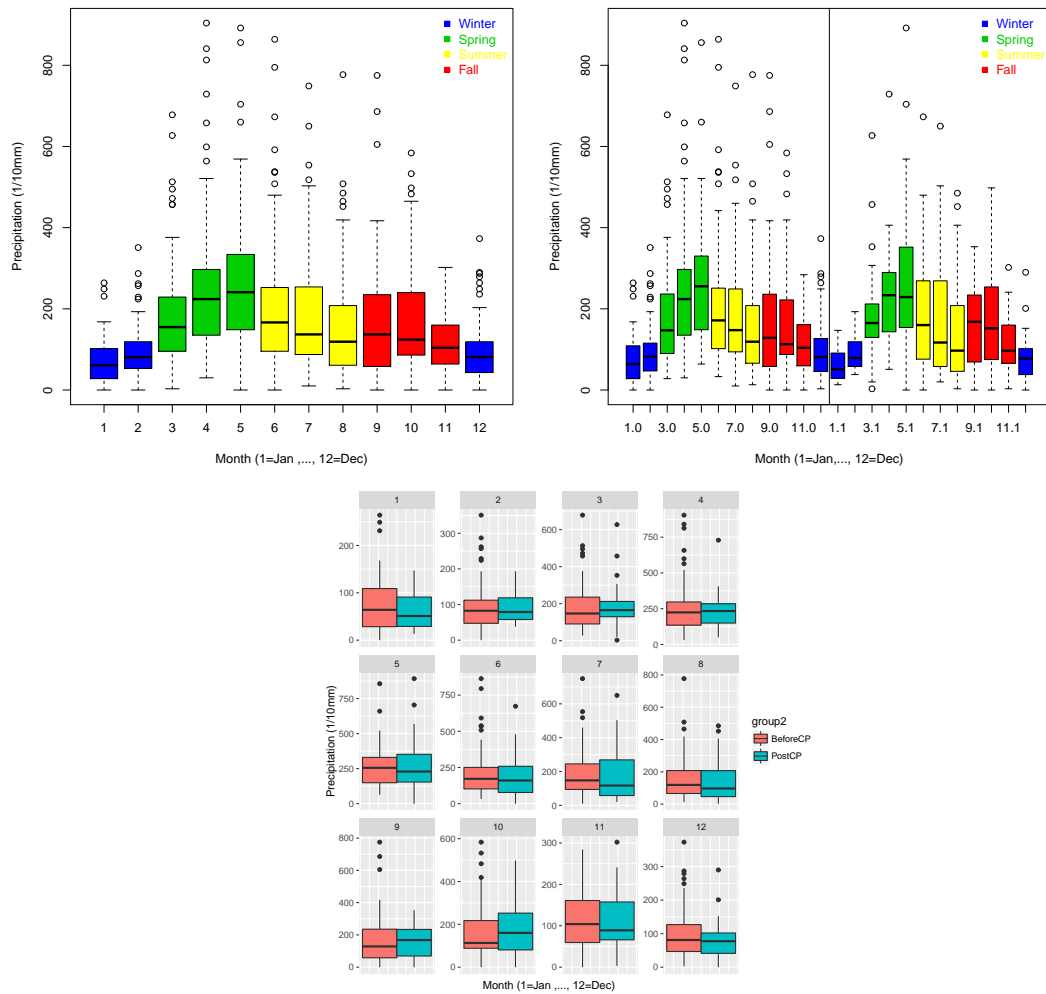 Winter
Spring
Summer
Fall
Precipitation (1/10mm)
800
600
400
200
0
1 2 3 4 5 6 7 8 9 10 11 12
Month (1=Jan ,..., 12=Dec)
Winter
Spring
Summer
Fall
Precipitation (1/10mm)
800
600
400
200
0
1.0 3.0 5.0 7.0 9.0 11.0 1.1 3.1 5.1 7.1 9.1 11.1
Month (1=Jan,..., 12=Dec)
Precipitation (1/10mm)
1 2 3 4
200
100
0
300
200
100
0
600
400
200
0
750
500
250
0
5 6 7 8
750
500
250
0
750
500
250
0
600
400
200
0
800
600
400
200
0
9 10 11 12
800
600
400
200
0
600
400
200
0
300
200
100
0
300
200
100
0
Month (1=Jan ,..., 12=Dec)
group2
BeforeCP
PostCP